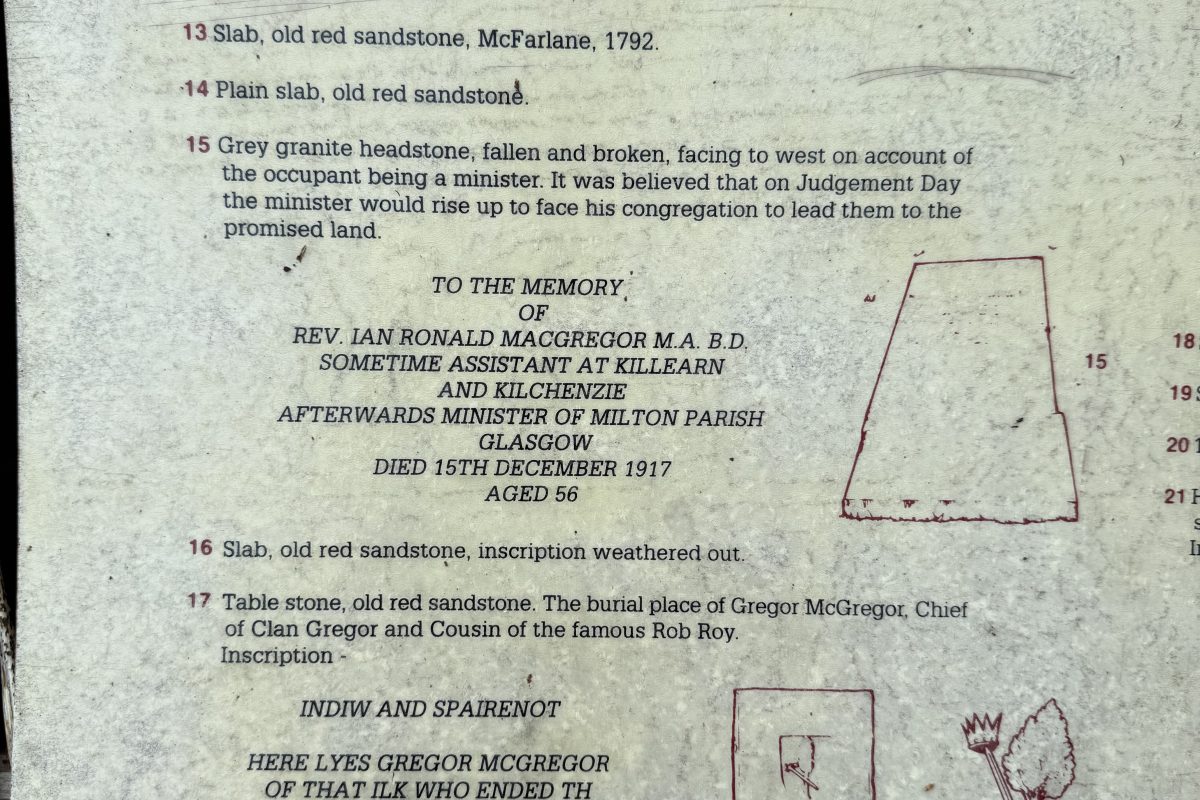 13 Slab, old red sandstone, McFarlane, 1792.
14 Plain slab, old red sandstone.
15 Grey granite headstone, fallen and broken, facing to west on account of
the occupant being a minister. It was believed that on Judgement Day
the minister would rise up to face his congregation to lead them to the
promised land.
TO THE MEMORY
OF
REV. IAN RONALD MACGREGOR M.A. B.D.
SOMETIME ASSISTANT AT KILLEARN
AND KILCHENZIE
AFTERWARDS MINISTER OF MILTON PARISH
GLASGOW
DIED 15TH DECEMBER 1917
AGED 56
15
16 Slab, old red sandstone, inscription weathered out.
17 Table stone, old red sandstone. The burial place of Gregor McGregor, Chief
of Clan Gregor and Cousin of the famous Rob Roy.
Inscription -
INDIW AND SPAIRENOT
HERE LYES GREGOR MCGREGOR
OF THAT ILK WHO ENDED TH
18
19
20
21